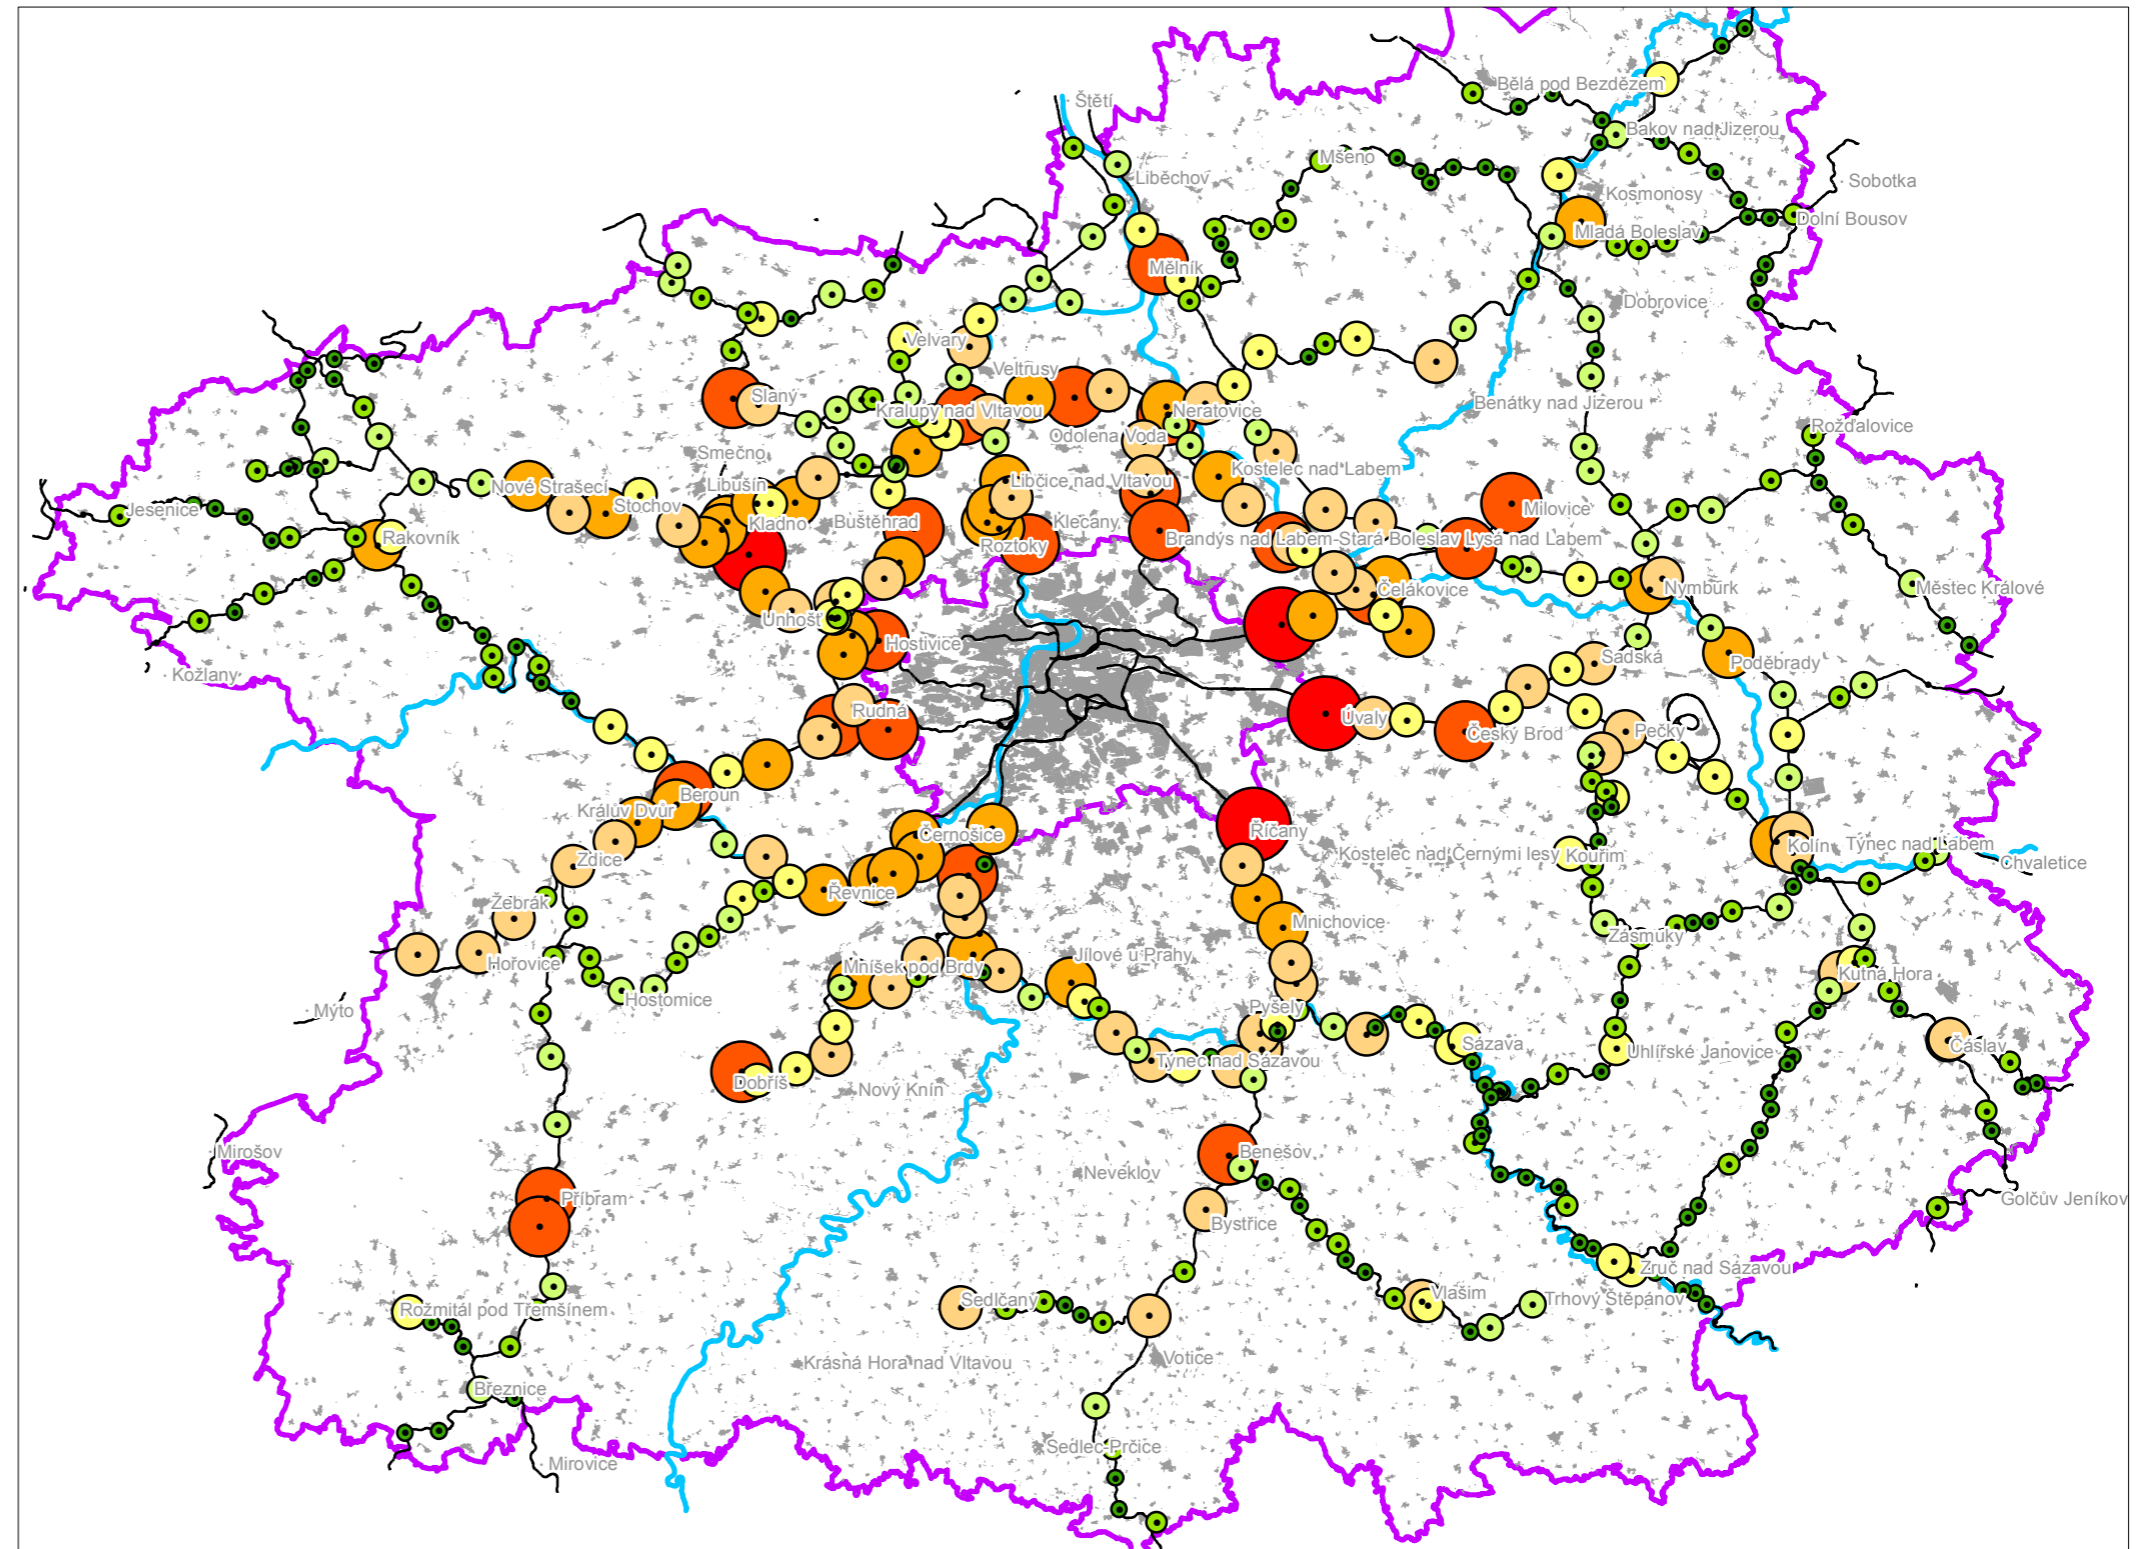 Bělá pod Bezdězem
Štětí
Bakov nad Jizerou
Mšeno
Liběchov
Sobotka
Kosmonosy
Dolní Bousov
Mladá Boleslav
Mělník
Dobrovice
Velvary
Veltrusy
Slaný
Benátky nad Jizerou
Kralupy nad Vltavou
Neratovice
Rožďalovice
Odolena Voda
Smečno
Kostelec nad Labem
Libušín
Libčice nad Vltavou
Nové Strašecí
Stochov
Jesenice
Milovice
Kladno
Buštěhrad
Klecany
Rakovník
Roztoky
Brandýs nad Labem-Stará Boleslav
Lysá nad Labem
Čelákovice
Nymburk
Městec Králové
Unhošť
Hostivice
Sadská
Poděbrady
Kožlany
Rudná
Úvaly
Český Brod
Pečky
Beroun
Králův Dvůr
Černošice
Říčany
Kolín
Týnec nad Labem
Kostelec nad Černými lesy
Kouřim
Zdice
Chvaletice
Řevnice
Žebrák
Mnichovice
Zásmuky
Hořovice
Mníšek pod Brdy
Jílové u Prahy
Kutná Hora
Hostomice
Mýto
Pyšely
Sázava
Čáslav
Uhlířské Janovice
Týnec nad Sázavou
Dobříš
Nový Knín
Mirošov
Benešov
Neveklov
Příbram
Golčův Jeníkov
Bystřice
Zruč nad Sázavou
Vlašim
Sedlčany
Trhový Štěpánov
Rožmitál pod Třemšínem
Votice
Krásná Hora nad Vltavou
Březnice
Sedlec-Prčice
Mirovice